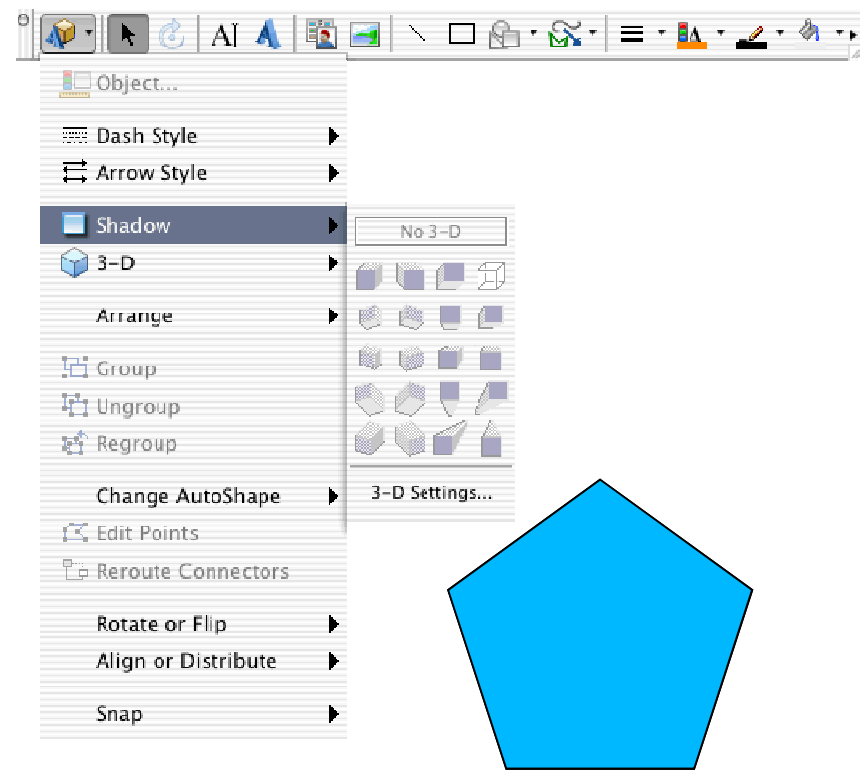 AI A
A
Object...
Dash Style
Arrow Style
Shadow
No 3-D
3-D
Arrange
Group
Ungroup
Regroup
Change AutoShape
3-D Settings...
Edit Points
Reroute Connectors
Rotate or Flip
Align or Distribute
Snap